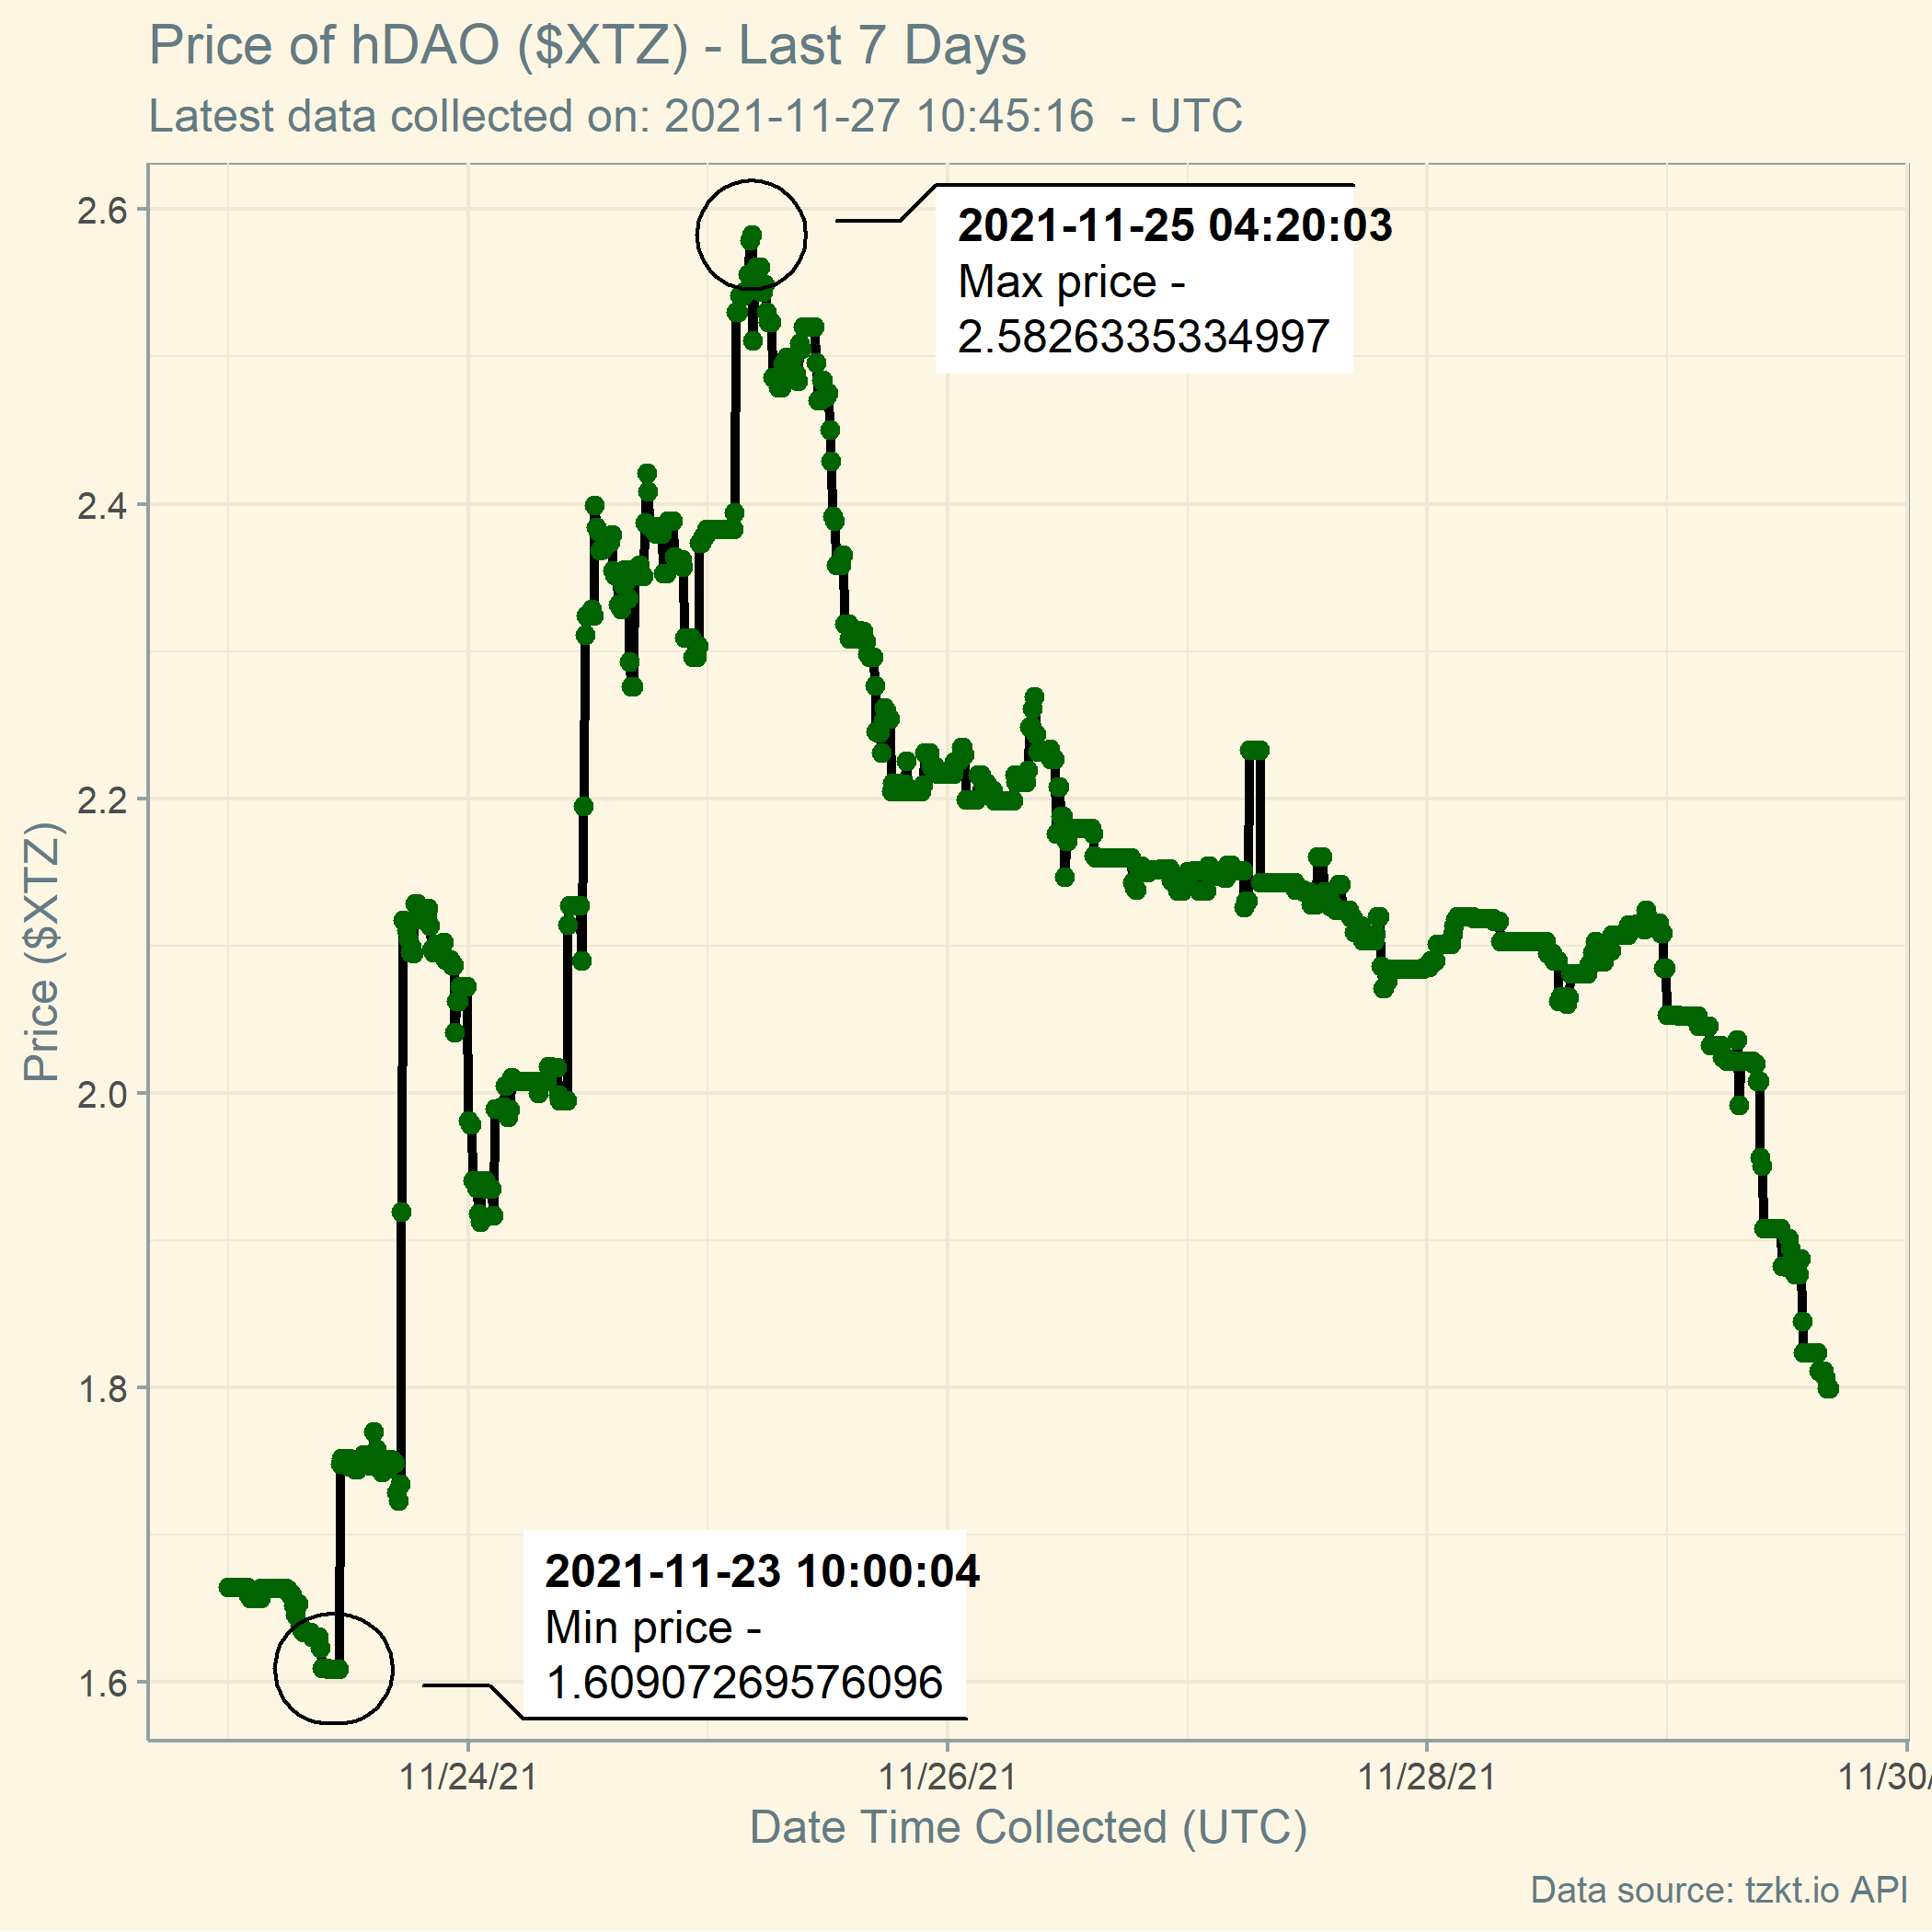 Price of hDAO ($XTZ) - Last 7 Days
Latest data collected on: 2021-11-27 10:45:16  - UTC
2021-11-25 04:20:03
Max price -
2.5826335334997
2.6
2.4
2.2
2.0
1.8
1.6
Price ($XTZ)
2021-11-23 10:00:04
Min price -
1.60907269576096
11/24/21
11/26/21
11/28/21
11/30/
Date Time Collected (UTC)
Data source: tzkt.io API